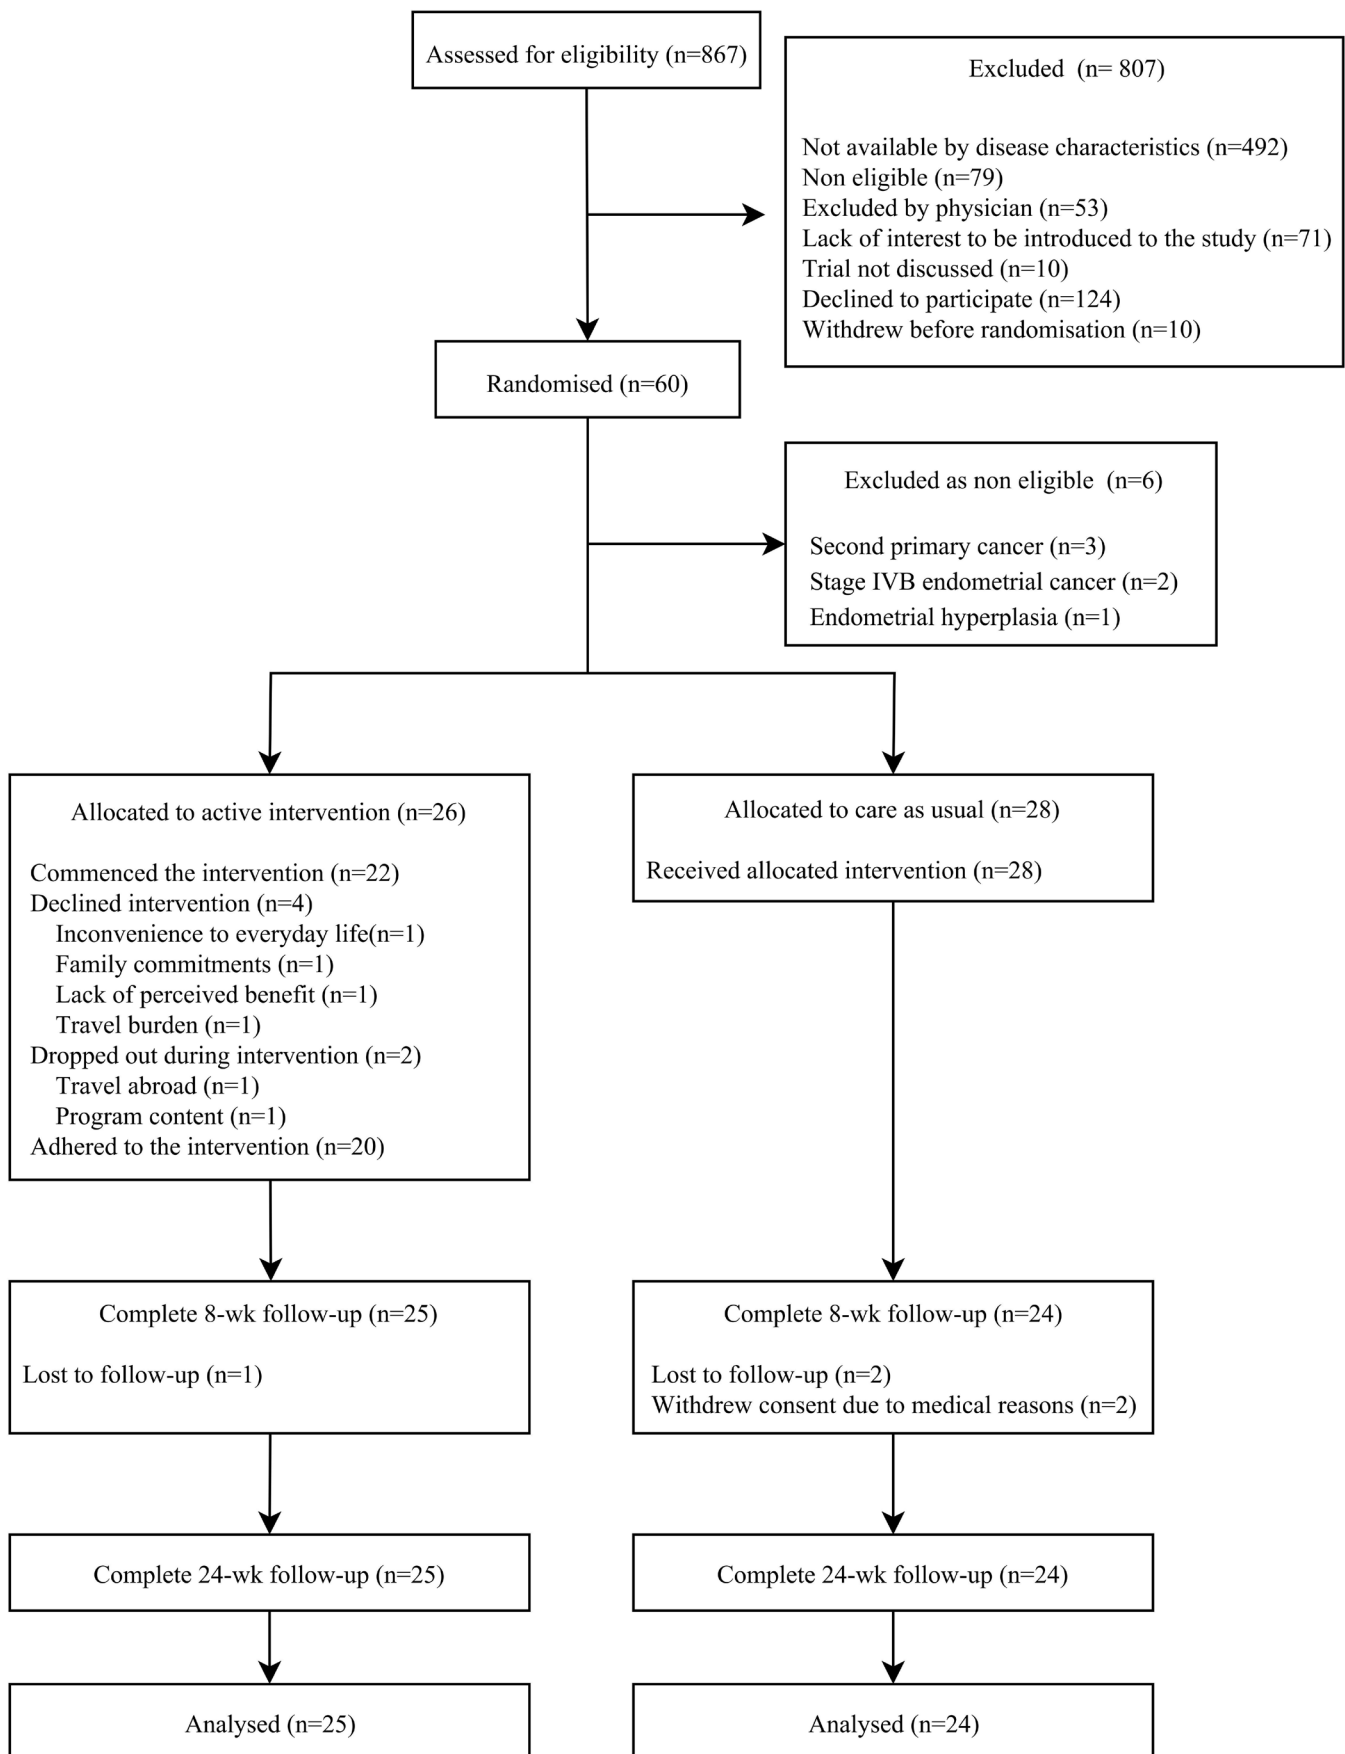 Assessed for eligibility (n=867)
Excluded (n= 807)
Not available by disease characteristics (n=492)
Non eligible (n=79)
Excluded by physician (n=53)
Lack of interest to be introduced to the study (n=71)
Trial not discussed (n=10)
Declined to participate (n=124)
Withdrew before randomisation (n=10)
Randomised (n=60)
Excluded as non eligible (n=6)
Second primary cancer (n=3)
Stage IVB endometrial cancer (n=2)
Endometrial hyperplasia (n=1)
Allocated to active intervention (n=26)
Commenced the intervention (n=22)
Declined intervention (n=4)
Inconvenience to everyday life(n=1)
Family commitments (n=1)
Lack of perceived benefit (n=1)
Travel burden (n=1)
Dropped out during intervention (n=2)
Travel abroad (n=1)
Program content (n=1)
Adhered to the intervention (n=20)
Allocated to care as usual (n=28)
Received allocated intervention (n=28)
Complete 8-wk follow-up (n=25)
Lost to follow-up (n=1)
Complete 8-wk follow-up (n=24)
Lost to follow-up (n=2)
Withdrew consent due to medical reasons (n=2)
Complete 24-wk follow-up (n=25)
Complete 24-wk follow-up (n=24)
Analysed (n=25)
Analysed (n=24)